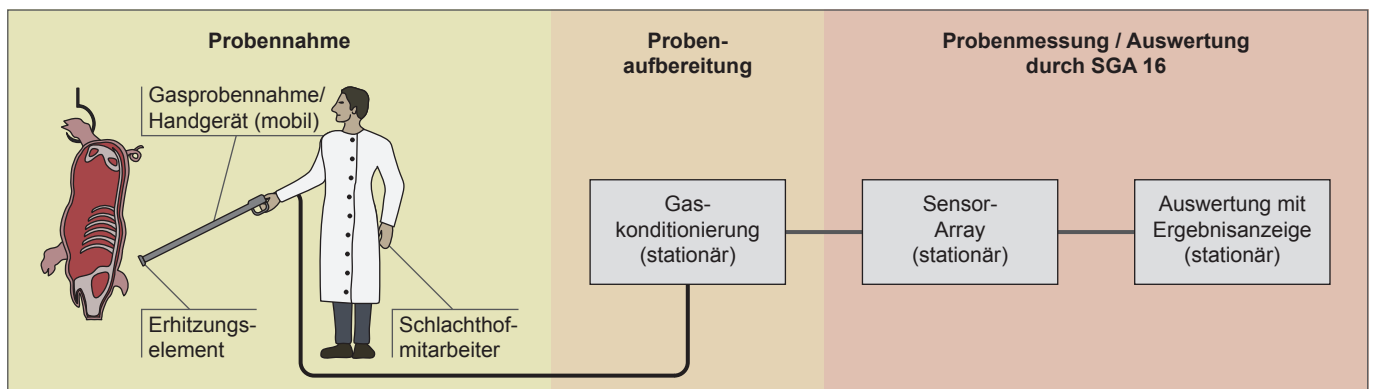 Probennahme
Proben-
aufbereitung
Probenmessung / Auswertung
durch SGA 16
Gasprobennahme/
Handgerät (mobil)
Erhitzungs-
element
Schlachthof-
mitarbeiter
Gas-
konditionierung
(stationär)
Sensor-
Array
(stationär)
Auswertung mit
Ergebnisanzeige
(stationär)